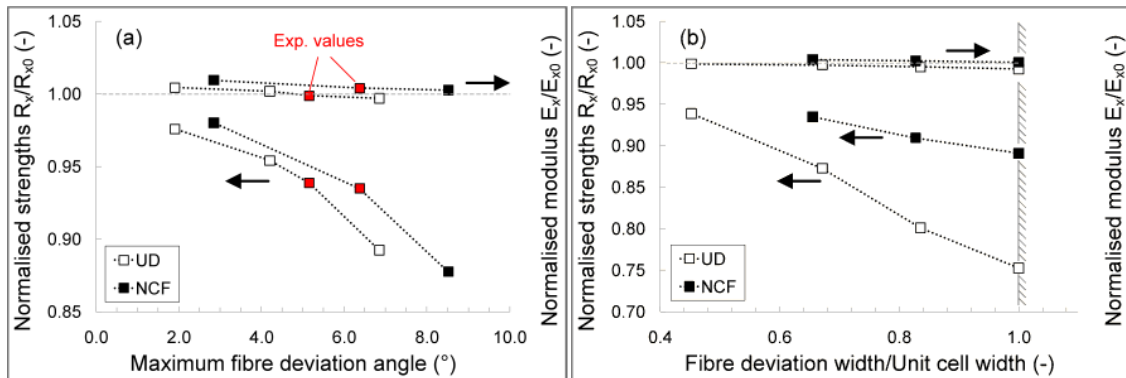 Normalised strengths Rₓ/Rₓ₀ (-)
1.05
1.00
0.95
0.90
0.85
(a)
Exp. values
UD
NCF
0.0
2.0
4.0
6.0
8.0
10.0
Maximum fibre deviation angle (°)
Normalised modulus Eₓ/Eₓ₀ (-)
Normalised strengths Rₓ/Rₓ₀ (-)
1.05
1.00
0.95
0.90
0.85
0.80
0.75
0.70
(b)
UD
NCF
0.4
0.6
0.8
1.0
Fibre deviation width/Unit cell width (-)
Normalised modulus Eₓ/Eₓ₀ (-)